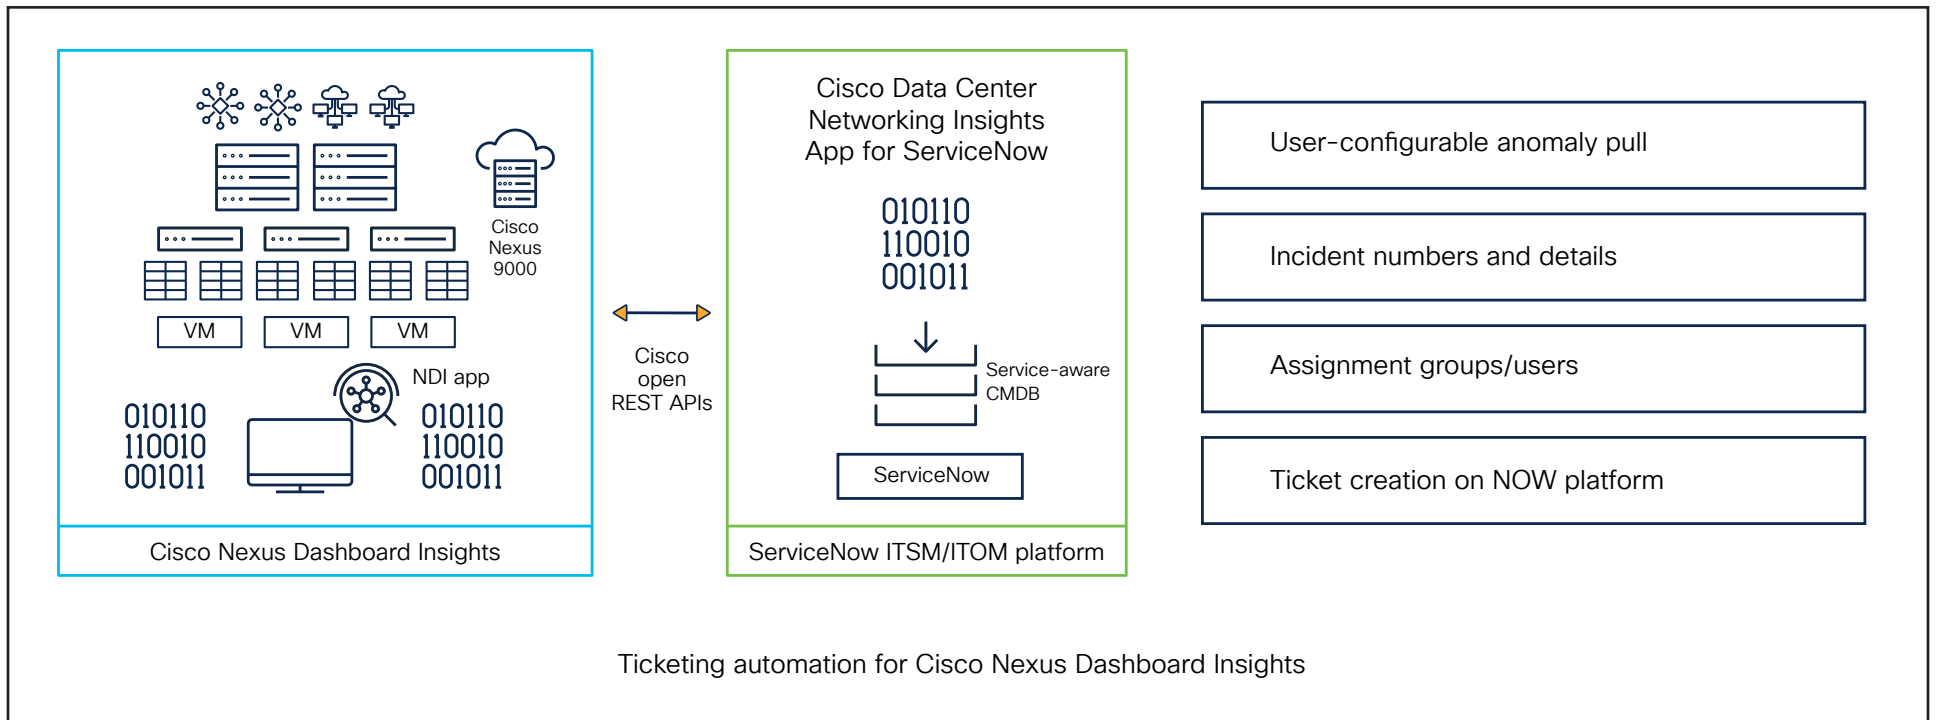 Cisco
Nexus
9000
VM
VM
VM
NDI app
010110
110010
001011
010110
110010
001011
Cisco Nexus Dashboard Insights
Cisco
open
REST APIs
Cisco Data Center
Networking Insights
App for ServiceNow
010110
110010
001011
Service-aware
CMDB
ServiceNow
ServiceNow ITSM/ITOM platform
User-configurable anomaly pull
Incident numbers and details
Assignment groups/users
Ticket creation on NOW platform
Ticketing automation for Cisco Nexus Dashboard Insights